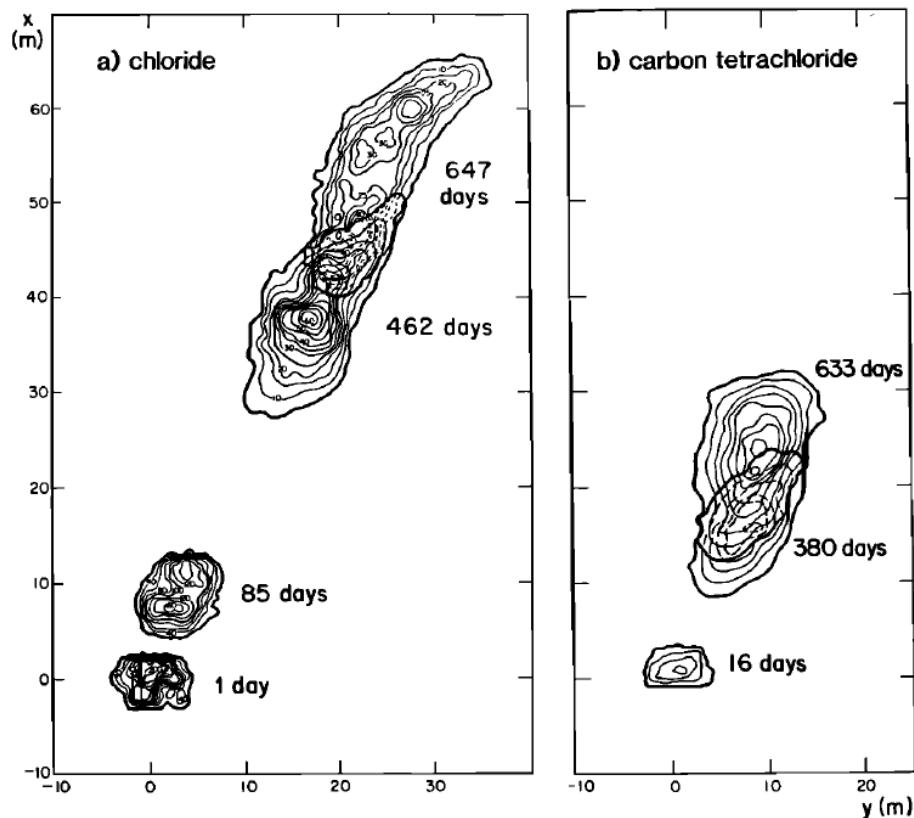 x
(m)
a) chloride
b) carbon tetrachloride
60
50
40
30
20
10
0
-10
647
days
462 days
85 days
1 day
633 days
380 days
16 days
-10
0
10
20
30
-10
0
10
20
y (m)